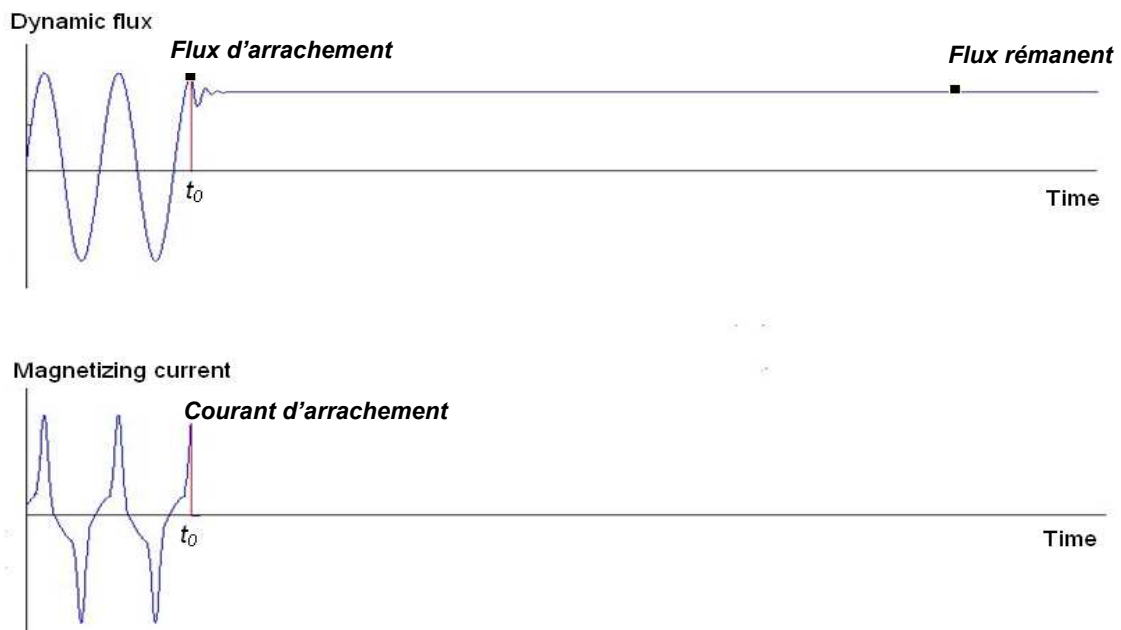 Dynamic flux
Flux d'arrachement
Flux rémanent
t0
Time
Magnetizing current
Courant d'arrachement
t0
Time